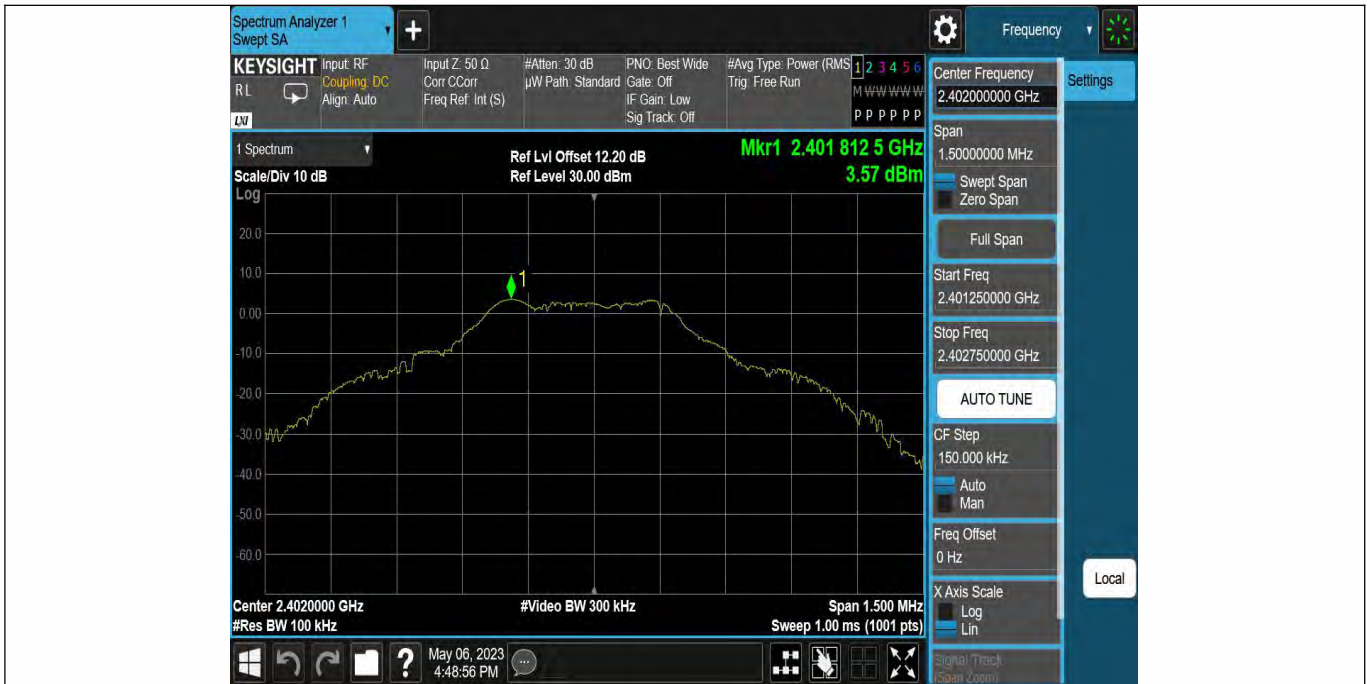 Spectrum Analyzer 1
Swept SA
+
Frequency
KEYSIGHT
RL
LXI
Input: RF
Coupling: DC
Align: Auto
Input Z: 50 Ω
Corr CCorr
Freq Ref: Int (S)
#Atten: 30 dB
µW Path: Standard
PNO: Best Wide
Gate: Off
IF Gain: Low
Sig Track: Off
#Avg Type: Power (RMS
Trig: Free Run
1 2 3 4 5 6
M W W W W W
P P P P P P
1 Spectrum
Scale/Div 10 dB
Log
Ref Lvl Offset 12.20 dB
Ref Level 30.00 dBm
Mkr1 2.401 812 5 GHz
3.57 dBm
20.0
10.0
0.00
-10.0
-20.0
-30.0
-40.0
-50.0
-60.0
1
Center 2.4020000 GHz
#Res BW 100 kHz
#Video BW 300 kHz
Span 1.500 MHz
Sweep 1.00 ms (1001 pts)
Center Frequency
2.402000000 GHz
Settings
Span
1.50000000 MHz
Swept Span
Zero Span
Full Span
Start Freq
2.401250000 GHz
Stop Freq
2.402750000 GHz
AUTO TUNE
CF Step
150.000 kHz
Auto
Man
Freq Offset
0 Hz
X Axis Scale
Log
Lin
Local
Signal Track
(Span Zoom)
?
May 06, 2023
4:48:56 PM